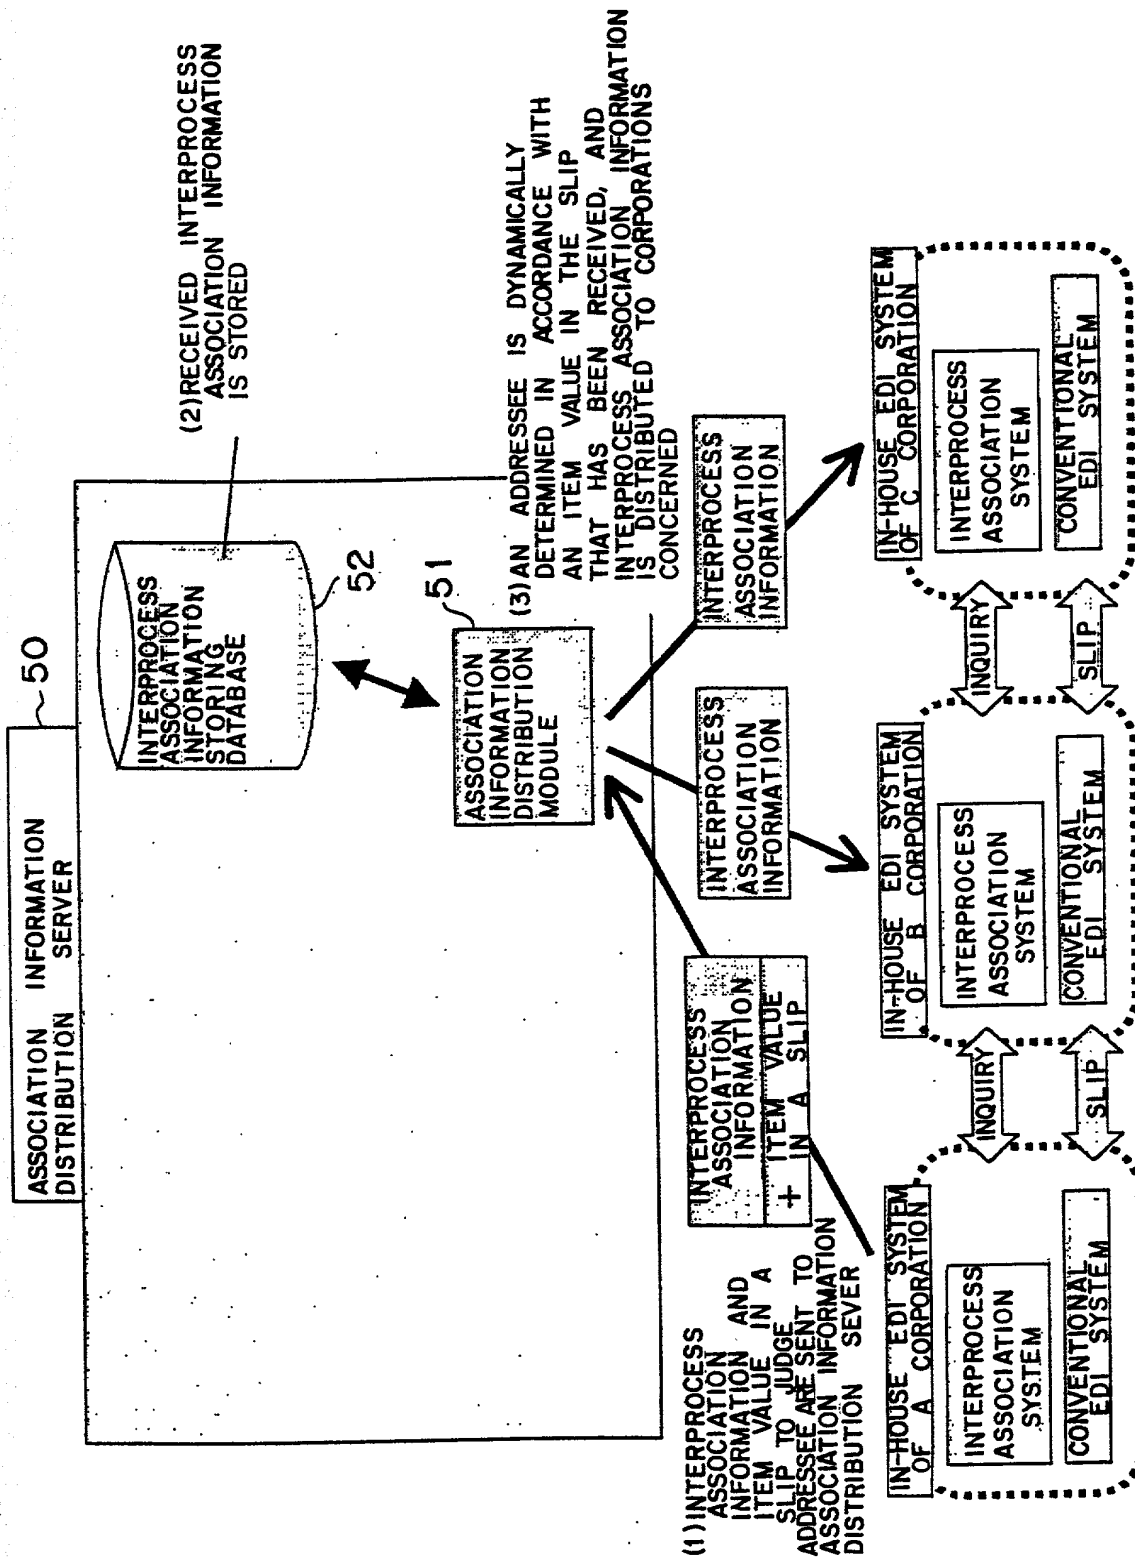 ASSOCIATION INFORMATION
DISTRIBUTION SERVER
50
INTERPROCESS
ASSOCIATION
INFORMATION
STORING
DATABASE
52
(2)RECEIVED INTERPROCESS
ASSOCIATION INFORMATION
IS STORED
ASSOCIATION
INFORMATION
DISTRIBUTION
MODULE
51
(3)AN ADDRESSEE IS DYNAMICALLY
DETERMINED IN ACCORDANCE WITH
AN ITEM VALUE IN THE SLIP
THAT HAS BEEN RECEIVED, AND
INTERPROCESS ASSOCIATION INFORMATION
IS DISTRIBUTED TO CORPORATIONS
CONCERNED
(1)INTERPROCESS
ASSOCIATION
INFORMATION AND
ITEM VALUE IN A
SLIP TO JUDGE
ADDRESSEE ARE SENT TO
ASSOCIATION INFORMATION
DISTRIBUTION SEVER
INTERPROCESS
ASSOCIATION
INFORMATION
+ ITEM VALUE
IN A SLIP
INTERPROCESS
ASSOCIATION
INFORMATION
INTERPROCESS
ASSOCIATION
INFORMATION
IN-HOUSE EDI SYSTEM
OF A CORPORATION
INTERPROCESS
ASSOCIATION
SYSTEM
CONVENTIONAL
EDI SYSTEM
INQUIRY
SLIP
IN-HOUSE EDI SYSTEM
OF B CORPORATION
INTERPROCESS
ASSOCIATION
SYSTEM
CONVENTIONAL
EDI SYSTEM
INQUIRY
SLIP
IN-HOUSE EDI SYSTEM
OF C CORPORATION
INTERPROCESS
ASSOCIATION
SYSTEM
CONVENTIONAL
EDI SYSTEM